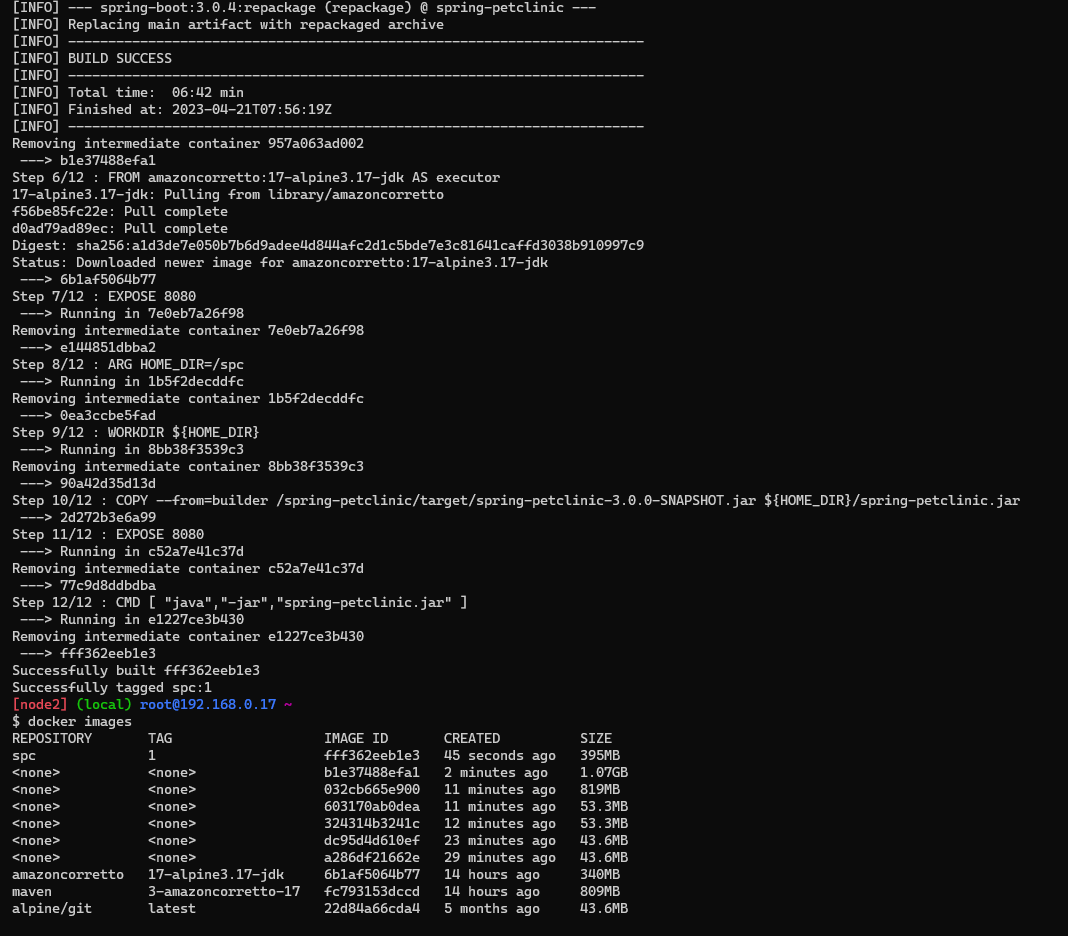 [INFO] --- spring-boot:3.0.4:repackage (repackage) @ spring-petclinic ---
[INFO] Replacing main artifact with repackaged archive
[INFO] ------------------------------------------------------------------------
[INFO] BUILD SUCCESS
[INFO] ------------------------------------------------------------------------
[INFO] Total time:  06:42 min
[INFO] Finished at: 2023-04-21T07:56:19Z
[INFO] ------------------------------------------------------------------------
Removing intermediate container 957a063ad002
 ---> b1e37488efa1
Step 6/12 : FROM amazoncorretto:17-alpine3.17-jdk AS executor
17-alpine3.17-jdk: Pulling from library/amazoncorretto
f56be85fc22e: Pull complete
d0ad79ad89ec: Pull complete
Digest: sha256:a1d3de7e050b7b6d9adee4d844afc2d1c5bde7e3c81641caffd3038b910997c9
Status: Downloaded newer image for amazoncorretto:17-alpine3.17-jdk
 ---> 6b1af5064b77
Step 7/12 : EXPOSE 8080
 ---> Running in 7e0eb7a26f98
Removing intermediate container 7e0eb7a26f98
 ---> e144851dbba2
Step 8/12 : ARG HOME_DIR=/spc
 ---> Running in 1b5f2decddfc
Removing intermediate container 1b5f2decddfc
 ---> 0ea3ccbe5fad
Step 9/12 : WORKDIR ${HOME_DIR}
 ---> Running in 8bb38f3539c3
Removing intermediate container 8bb38f3539c3
 ---> 90a42d35d13d
Step 10/12 : COPY --from=builder /spring-petclinic/target/spring-petclinic-3.0.0-SNAPSHOT.jar ${HOME_DIR}/spring-petclinic.jar
 ---> 2d272b3e6a99
Step 11/12 : EXPOSE 8080
 ---> Running in c52a7e41c37d
Removing intermediate container c52a7e41c37d
 ---> 77c9d8ddbdba
Step 12/12 : CMD [ "java","-jar","spring-petclinic.jar" ]
 ---> Running in e1227ce3b430
Removing intermediate container e1227ce3b430
 ---> fff362eeb1e3
Successfully built fff362eeb1e3
Successfully tagged spc:1
[node2] (local) root@192.168.0.17 ~
$ docker images
REPOSITORY       TAG                   IMAGE ID       CREATED          SIZE
spc              1                     fff362eeb1e3   45 seconds ago   395MB
<none>           <none>                b1e37488efa1   2 minutes ago    1.07GB
<none>           <none>                032cb665e900   11 minutes ago   819MB
<none>           <none>                603170ab0dea   11 minutes ago   53.3MB
<none>           <none>                324314b3241c   12 minutes ago   53.3MB
<none>           <none>                dc95d4d610ef   23 minutes ago   43.6MB
<none>           <none>                a286df21662e   29 minutes ago   43.6MB
amazoncorretto   17-alpine3.17-jdk     6b1af5064b77   14 hours ago     340MB
maven            3-amazoncorretto-17   fc793153dccd   14 hours ago     809MB
alpine/git       latest                22d84a66cda4   5 months ago     43.6MB